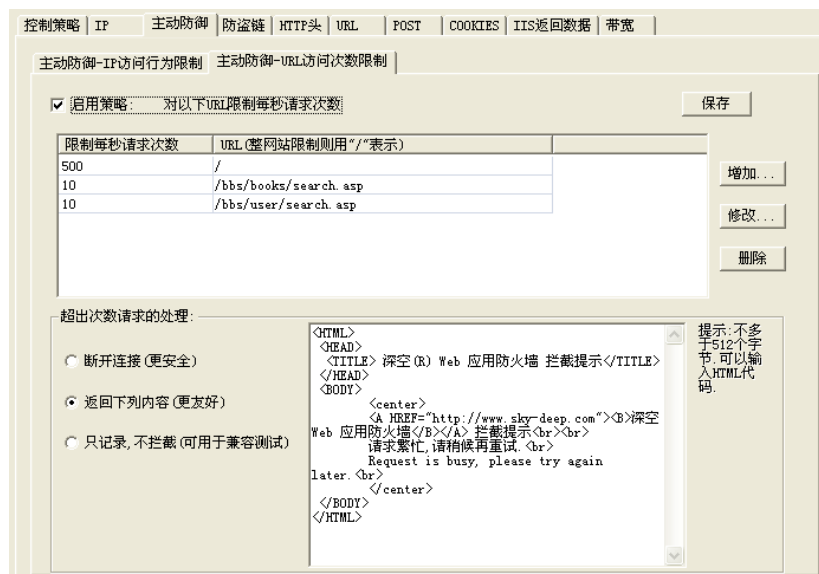 控制策略 IP 主动防御 防盗链 HTTP头 URL POST COOKIES IIS返回数据 带宽
主动防御-IP访问行为限制 主动防御-URL访问次数限制
启用策略: 对以下URL限制每秒请求次数 保存
限制每秒请求次数 URL(整网站限制则用"/"表示)
500 /
10 /bbs/books/search.asp
10 /bbs/user/search.asp
增加...
修改...
删除
超出次数请求的处理:
断开连接(更安全)
返回下列内容(更友好)
只记录,不拦截(可用于兼容测试)
<HTML>
<HEAD>
<TITLE> 深空(R) Web 应用防火墙 拦截提示</TITLE>
</HEAD>
<BODY>
<center>
<A HREF="http://www.sky-deep.com"><B>深空
Web 应用防火墙</B></A> 拦截提示<br><br>
请求繁忙,请稍候再重试.<br>
Request is busy, please try again
later.<br>
</center>
</BODY>
</HTML>
提示:不多
于512个字
节.可以输
入HTML代
码.